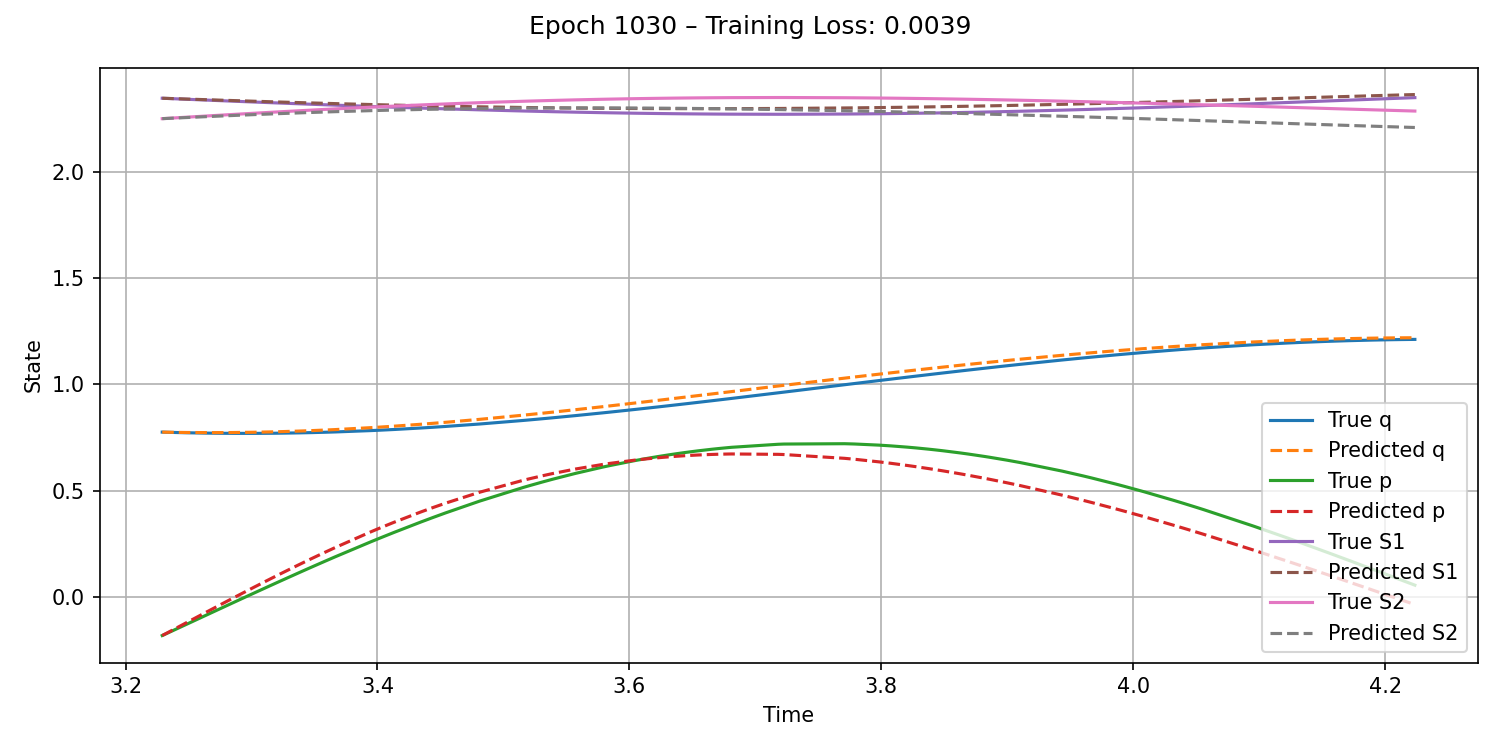 Epoch 1030 – Training Loss: 0.0039
2.0
1.5
1.0
0.5
0.0
State
True q
Predicted q
True p
Predicted p
True S1
Predicted S1
True S2
Predicted S2
3.2 3.4 3.6 3.8 4.0 4.2
Time